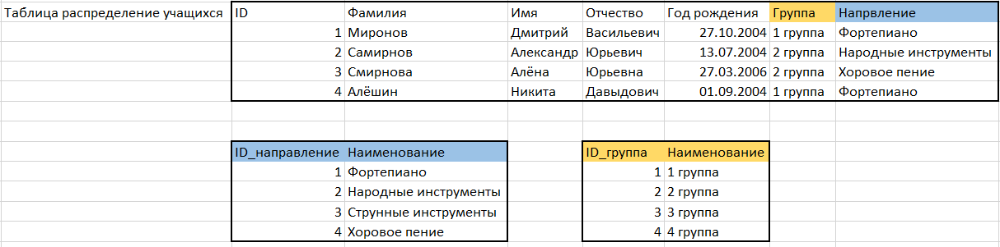 Таблица распределение учащихся ID Фамилия Имя Отчество Год рождения Группа Напрвление
1 Миронов Дмитрий Васильевич 27.10.2004 1 группа Фортепиано
2 Самирнов Александр Юрьевич 13.07.2004 2 группа Народные инструменты
3 Смирнова Алёна Юрьевна 27.03.2006 2 группа Хоровое пение
4 Алёшин Никита Давыдович 01.09.2004 1 группа Фортепиано
ID_направление Наименование ID_группа Наименование
1 Фортепиано 1 1 группа
2 Народные инструменты 2 2 группа
3 Струнные инструменты 3 3 группа
4 Хоровое пение 4 4 группа